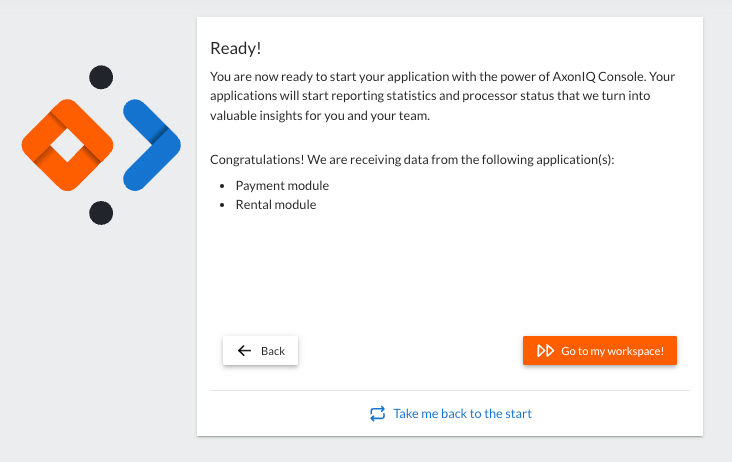 Ready!
You are now ready to start your application with the power of AxonIQ Console. Your
applications will start reporting statistics and processor status that we turn into
valuable insights for you and your team.
Congratulations! We are receiving data from the following application(s):
• Payment module
• Rental module
Back
Go to my workspace!
Take me back to the start